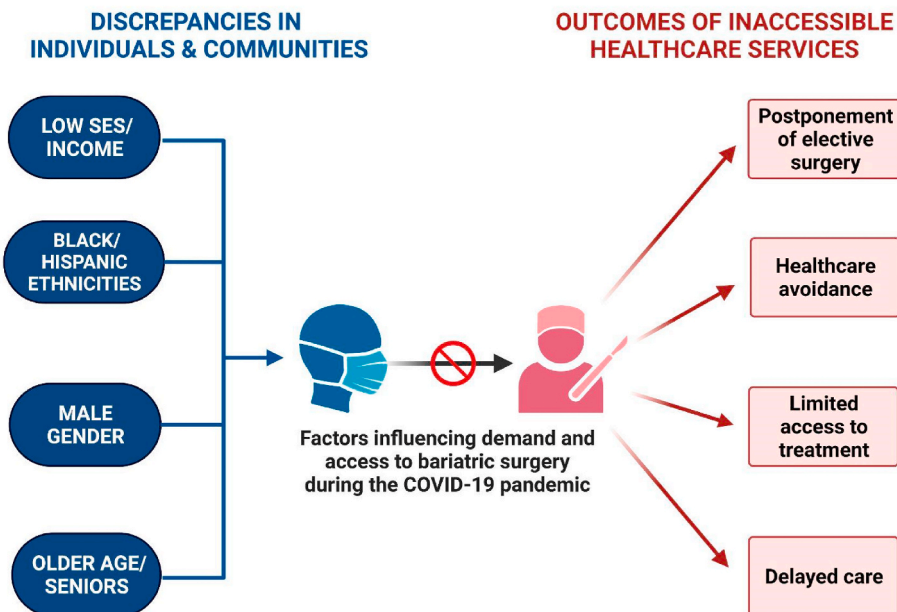 DISCREPANCIES IN
INDIVIDUALS & COMMUNITIES
LOW SES/
INCOME
BLACK/
HISPANIC
ETHNICITIES
MALE
GENDER
OLDER AGE/
SENIORS
Factors influencing demand and
access to bariatric surgery
during the COVID-19 pandemic
OUTCOMES OF INACCESSIBLE
HEALTHCARE SERVICES
Postponement
of elective
surgery
Healthcare
avoidance
Limited
access to
treatment
Delayed care